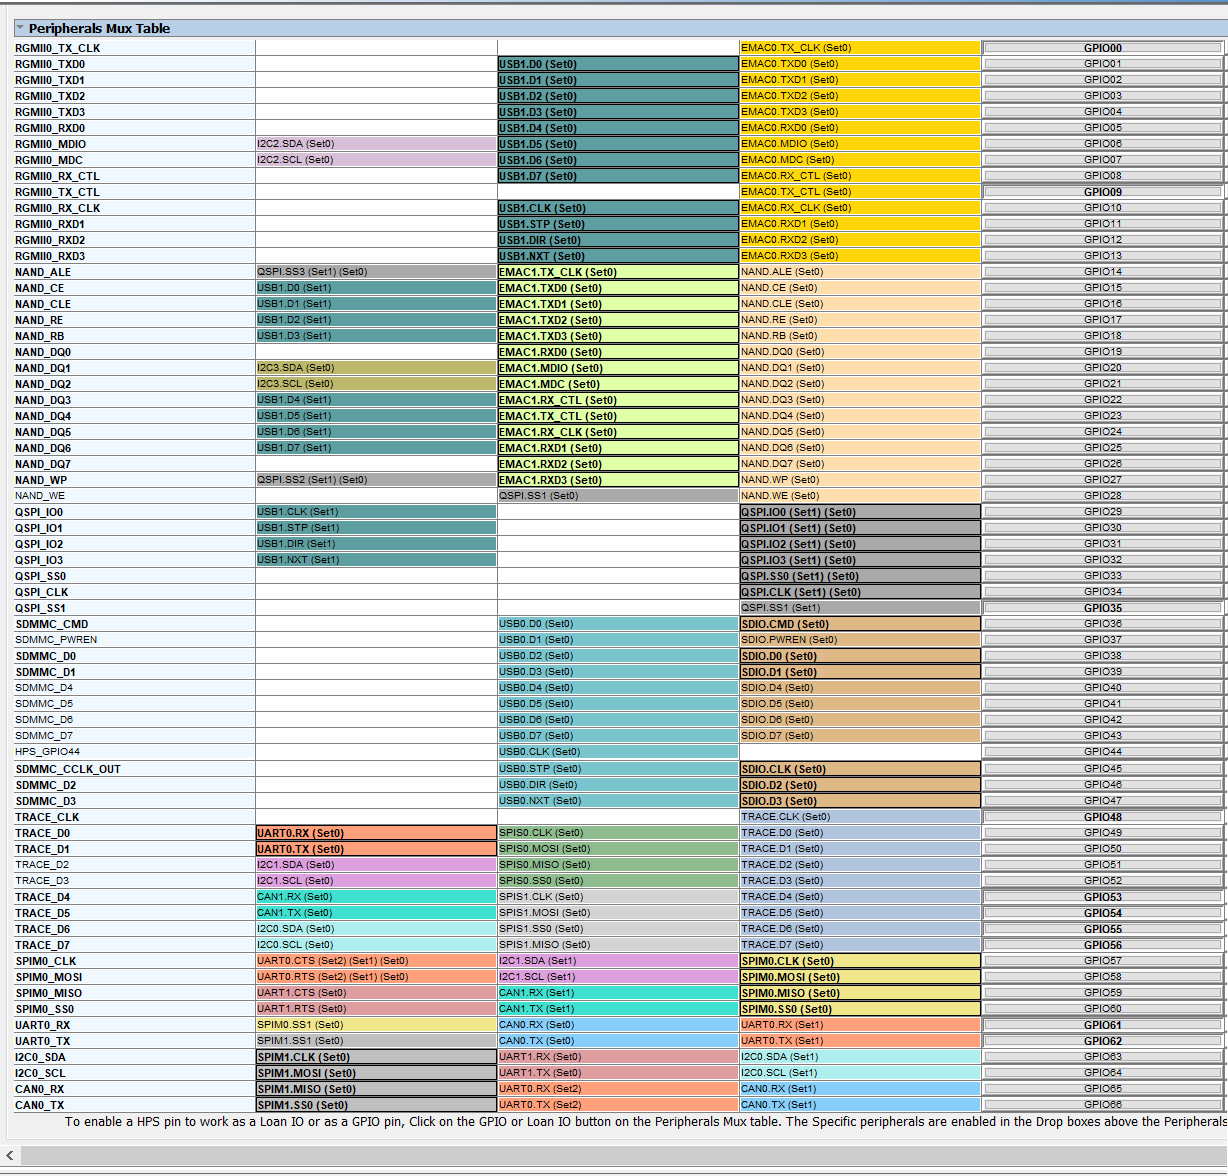 Peripherals Mux Table
RGMII0_TX_CLK EMAC0.TX_CLK (Set0) GPIO00
RGMII0_TXD0 USB1.D0 (Set0) EMAC0.TXD0 (Set0) GPIO01
RGMII0_TXD1 USB1.D1 (Set0) EMAC0.TXD1 (Set0) GPIO02
RGMII0_TXD2 USB1.D2 (Set0) EMAC0.TXD2 (Set0) GPIO03
RGMII0_TXD3 USB1.D3 (Set0) EMAC0.TXD3 (Set0) GPIO04
RGMII0_RXD0 USB1.D4 (Set0) EMAC0.RXD0 (Set0) GPIO05
RGMII0_MDIO I2C2.SDA (Set0) USB1.D5 (Set0) EMAC0.MDIO (Set0) GPIO06
RGMII0_MDC I2C2.SCL (Set0) USB1.D6 (Set0) EMAC0.MDC (Set0) GPIO07
RGMII0_RX_CTL USB1.D7 (Set0) EMAC0.RX_CTL (Set0) GPIO08
RGMII0_TX_CTL EMAC0.TX_CTL (Set0) GPIO09
RGMII0_RX_CLK USB1.CLK (Set0) EMAC0.RX_CLK (Set0) GPIO10
RGMII0_RXD1 USB1.STP (Set0) EMAC0.RXD1 (Set0) GPIO11
RGMII0_RXD2 USB1.DIR (Set0) EMAC0.RXD2 (Set0) GPIO12
RGMII0_RXD3 USB1.NXT (Set0) EMAC0.RXD3 (Set0) GPIO13
NAND_ALE QSPI.SS3 (Set1) (Set0) EMAC1.TX_CLK (Set0) NAND.ALE (Set0) GPIO14
NAND_CE USB1.D0 (Set1) EMAC1.TXD0 (Set0) NAND.CE (Set0) GPIO15
NAND_CLE USB1.D1 (Set1) EMAC1.TXD1 (Set0) NAND.CLE (Set0) GPIO16
NAND_RE USB1.D2 (Set1) EMAC1.TXD2 (Set0) NAND.RE (Set0) GPIO17
NAND_RB USB1.D3 (Set1) EMAC1.TXD3 (Set0) NAND.RB (Set0) GPIO18
NAND_DQ0 EMAC1.RXD0 (Set0) NAND.DQ0 (Set0) GPIO19
NAND_DQ1 I2C3.SDA (Set0) EMAC1.MDIO (Set0) NAND.DQ1 (Set0) GPIO20
NAND_DQ2 I2C3.SCL (Set0) EMAC1.MDC (Set0) NAND.DQ2 (Set0) GPIO21
NAND_DQ3 USB1.D4 (Set1) EMAC1.RX_CTL (Set0) NAND.DQ3 (Set0) GPIO22
NAND_DQ4 USB1.D5 (Set1) EMAC1.TX_CTL (Set0) NAND.DQ4 (Set0) GPIO23
NAND_DQ5 USB1.D6 (Set1) EMAC1.RX_CLK (Set0) NAND.DQ5 (Set0) GPIO24
NAND_DQ6 USB1.D7 (Set1) EMAC1.RXD1 (Set0) NAND.DQ6 (Set0) GPIO25
NAND_DQ7 EMAC1.RXD2 (Set0) NAND.DQ7 (Set0) GPIO26
NAND_WP QSPI.SS2 (Set1) (Set0) EMAC1.RXD3 (Set0) NAND.WP (Set0) GPIO27
NAND_WE QSPI.SS1 (Set0) NAND.WE (Set0) GPIO28
QSPI_IO0 USB1.CLK (Set1) QSPI.IO0 (Set1) (Set0) GPIO29
QSPI_IO1 USB1.STP (Set1) QSPI.IO1 (Set1) (Set0) GPIO30
QSPI_IO2 USB1.DIR (Set1) QSPI.IO2 (Set1) (Set0) GPIO31
QSPI_IO3 USB1.NXT (Set1) QSPI.IO3 (Set1) (Set0) GPIO32
QSPI_SS0 QSPI.SS0 (Set1) (Set0) GPIO33
QSPI_CLK QSPI.CLK (Set1) (Set0) GPIO34
QSPI_SS1 QSPI.SS1 (Set1) GPIO35
SDMMC_CMD USB0.D0 (Set0) SDIO.CMD (Set0) GPIO36
SDMMC_PWREN USB0.D1 (Set0) SDIO.PWREN (Set0) GPIO37
SDMMC_D0 USB0.D2 (Set0) SDIO.D0 (Set0) GPIO38
SDMMC_D1 USB0.D3 (Set0) SDIO.D1 (Set0) GPIO39
SDMMC_D4 USB0.D4 (Set0) SDIO.D4 (Set0) GPIO40
SDMMC_D5 USB0.D5 (Set0) SDIO.D5 (Set0) GPIO41
SDMMC_D6 USB0.D6 (Set0) SDIO.D6 (Set0) GPIO42
SDMMC_D7 USB0.D7 (Set0) SDIO.D7 (Set0) GPIO43
HPS_GPIO44 USB0.CLK (Set0) GPIO44
SDMMC_CCLK_OUT USB0.STP (Set0) SDIO.CLK (Set0) GPIO45
SDMMC_D2 USB0.DIR (Set0) SDIO.D2 (Set0) GPIO46
SDMMC_D3 USB0.NXT (Set0) SDIO.D3 (Set0) GPIO47
TRACE_CLK TRACE.CLK (Set0) GPIO48
TRACE_D0 UART0.RX (Set0) SPIS0.CLK (Set0) TRACE.D0 (Set0) GPIO49
TRACE_D1 UART0.TX (Set0) SPIS0.MOSI (Set0) TRACE.D1 (Set0) GPIO50
TRACE_D2 I2C1.SDA (Set0) SPIS0.MISO (Set0) TRACE.D2 (Set0) GPIO51
TRACE_D3 I2C1.SCL (Set0) SPIS0.SS0 (Set0) TRACE.D3 (Set0) GPIO52
TRACE_D4 CAN1.RX (Set0) SPIS1.CLK (Set0) TRACE.D4 (Set0) GPIO53
TRACE_D5 CAN1.TX (Set0) SPIS1.MOSI (Set0) TRACE.D5 (Set0) GPIO54
TRACE_D6 I2C0.SDA (Set0) SPIS1.SS0 (Set0) TRACE.D6 (Set0) GPIO55
TRACE_D7 I2C0.SCL (Set0) SPIS1.MISO (Set0) TRACE.D7 (Set0) GPIO56
SPIM0_CLK UART0.CTS (Set2) (Set1) (Set0) I2C1.SDA (Set1) SPIM0.CLK (Set0) GPIO57
SPIM0_MOSI UART0.RTS (Set2) (Set1) (Set0) I2C1.SCL (Set1) SPIM0.MOSI (Set0) GPIO58
SPIM0_MISO UART1.CTS (Set0) CAN1.RX (Set1) SPIM0.MISO (Set0) GPIO59
SPIM0_SS0 UART1.RTS (Set0) CAN1.TX (Set1) SPIM0.SS0 (Set0) GPIO60
UART0_RX SPIM0.SS1 (Set0) CAN0.RX (Set0) UART0.RX (Set1) GPIO61
UART0_TX SPIM1.SS1 (Set0) CAN0.TX (Set0) UART0.TX (Set1) GPIO62
I2C0_SDA SPIM1.CLK (Set0) UART1.RX (Set0) I2C0.SDA (Set1) GPIO63
I2C0_SCL SPIM1.MOSI (Set0) UART1.TX (Set0) I2C0.SCL (Set1) GPIO64
CAN0_RX SPIM1.MISO (Set0) UART0.RX (Set2) CAN0.RX (Set1) GPIO65
CAN0_TX SPIM1.SS0 (Set0) UART0.TX (Set2) CAN0.TX (Set1) GPIO66
To enable a HPS pin to work as a Loan IO or as a GPIO pin, Click on the GPIO or Loan IO button on the Peripherals Mux table. The Specific peripherals are enabled in the Drop boxes above the Peripherals